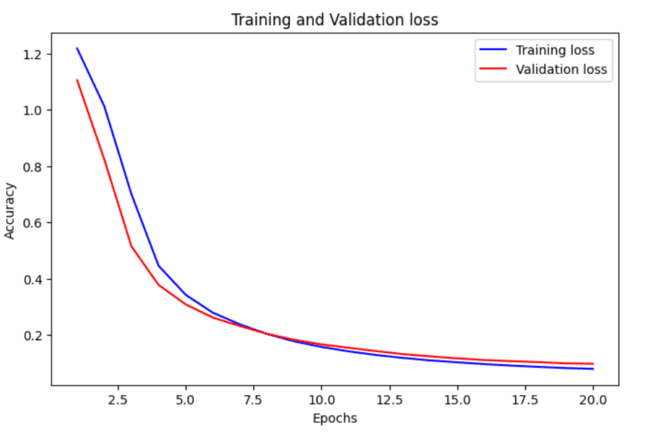 Training and Validation loss
Training loss
Validation loss
1.2
1.0
0.8
0.6
0.4
0.2
Accuracy
2.5 5.0 7.5 10.0 12.5 15.0 17.5 20.0
Epochs